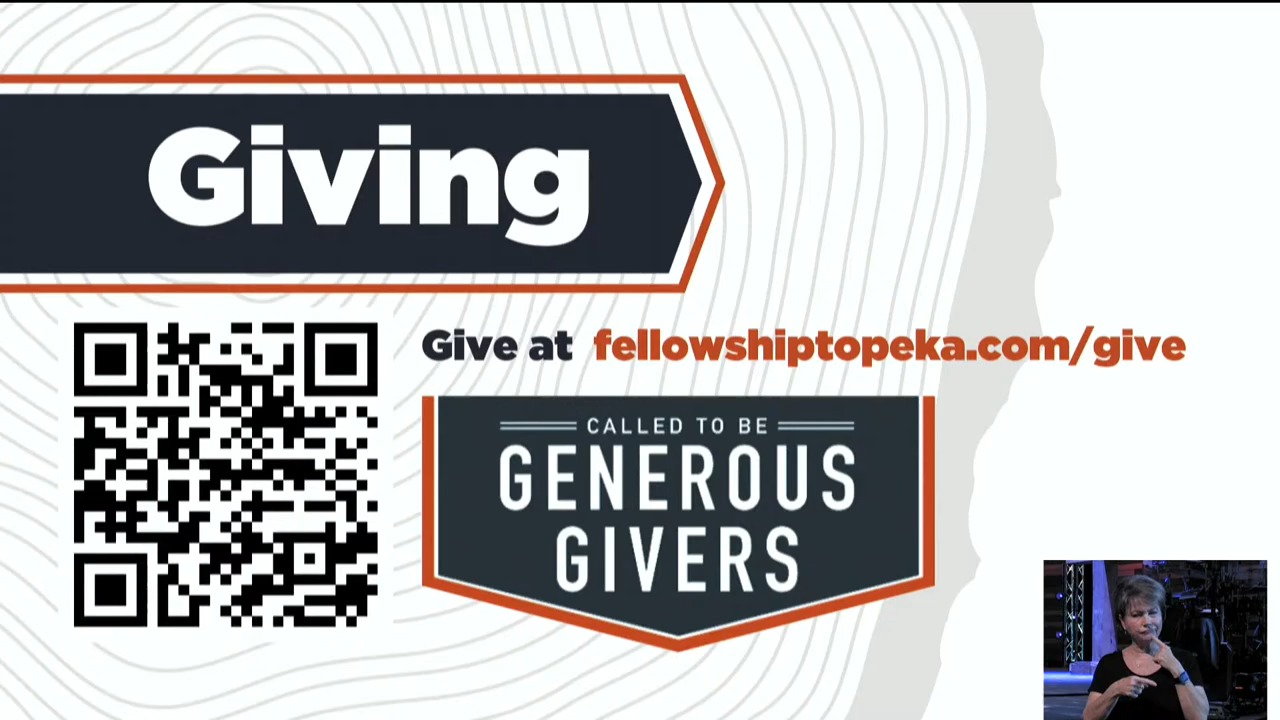 Giving
Give at fellowshiptopeka.com/give
CALLED TO BE
GENEROUS
GIVERS